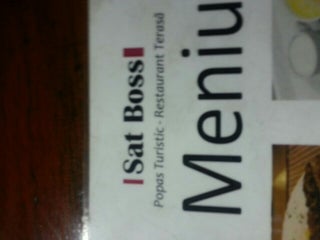 Sat Boss
Popas Turistic - Restaurant Terasă
Meniu